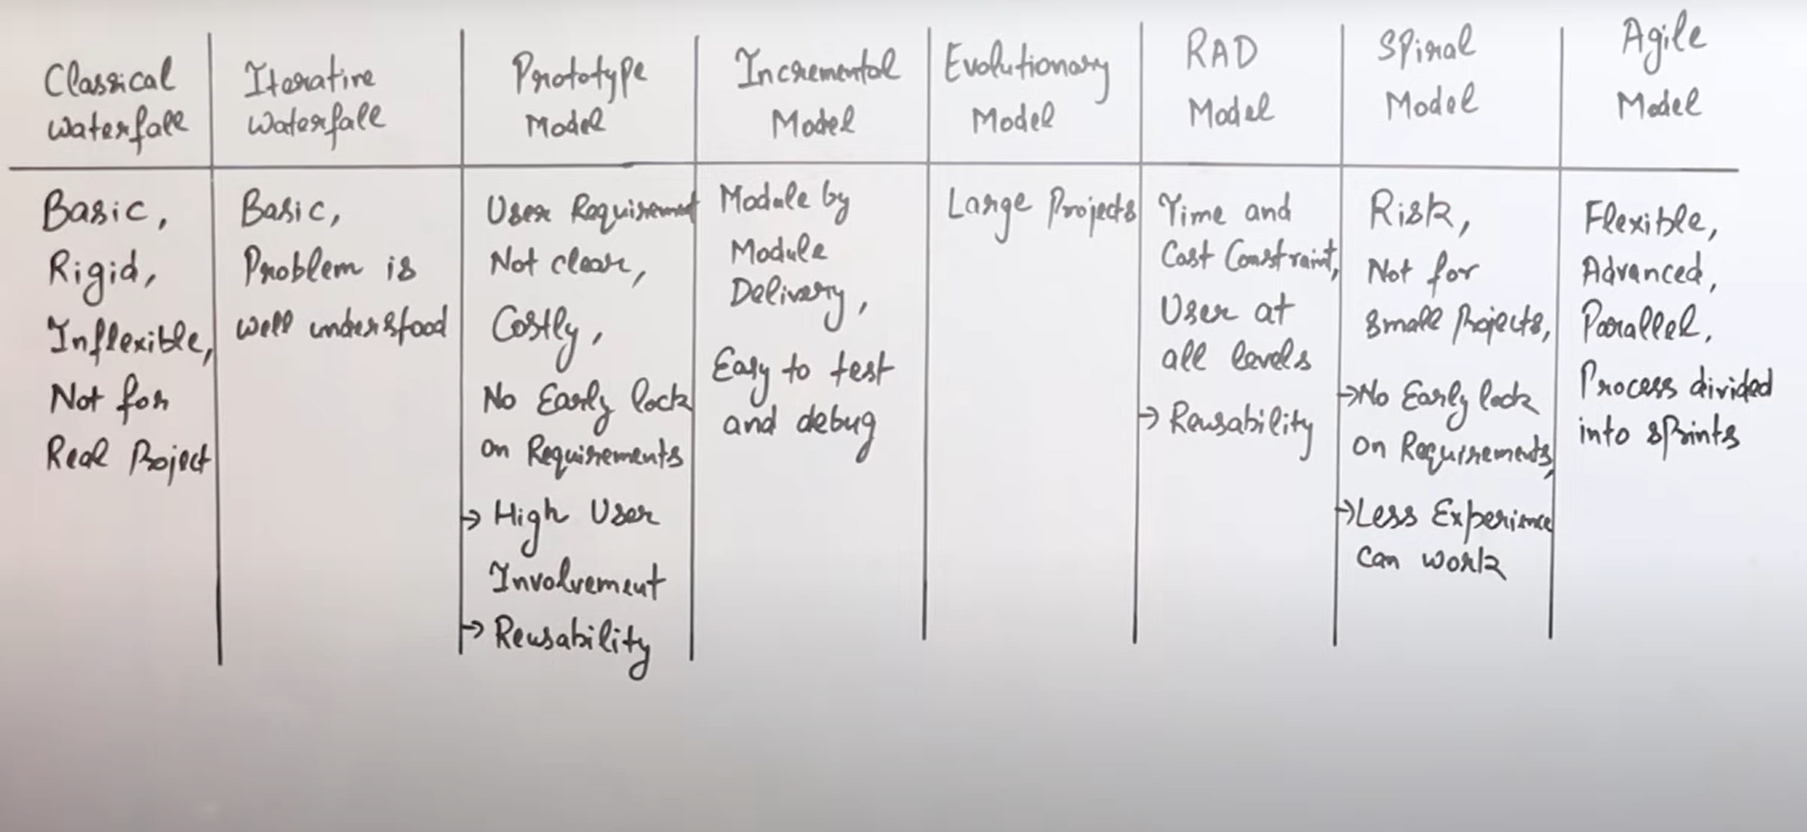 Classical
Waterfall
Iterative
Waterfall
Prototype
Model
Incremental
Model
Evolutionary
Model
RAD
Model
Spiral
Model
Agile
Model
Basic,
Rigid,
Inflexible,
Not for
Real Project
Basic,
Problem is
well understood
User Requirement
Not clear,
Costly,
No Early lock
on Requirements
→ High User
Involvement
→ Reusability
Module by
Module
Delivery,
Easy to test
and debug
Large Projects
Time and
Cost Constraint,
User at
all levels
→ Reusability
Risk,
Not for
small Projects,
→No Early lock
on Requirements,
→Less Experience
can work
Flexible,
Advanced,
Parallel,
Process divided
into sprints